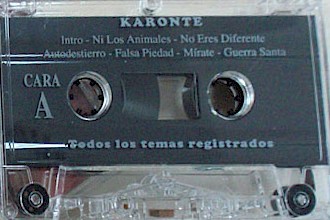 KARONTE
Intro - Ni Los Animales - No Eres Diferente
Autodestierro - Falsa Piedad - Mírate - Guerra Santa
CARA
A
Todos los temas registrados